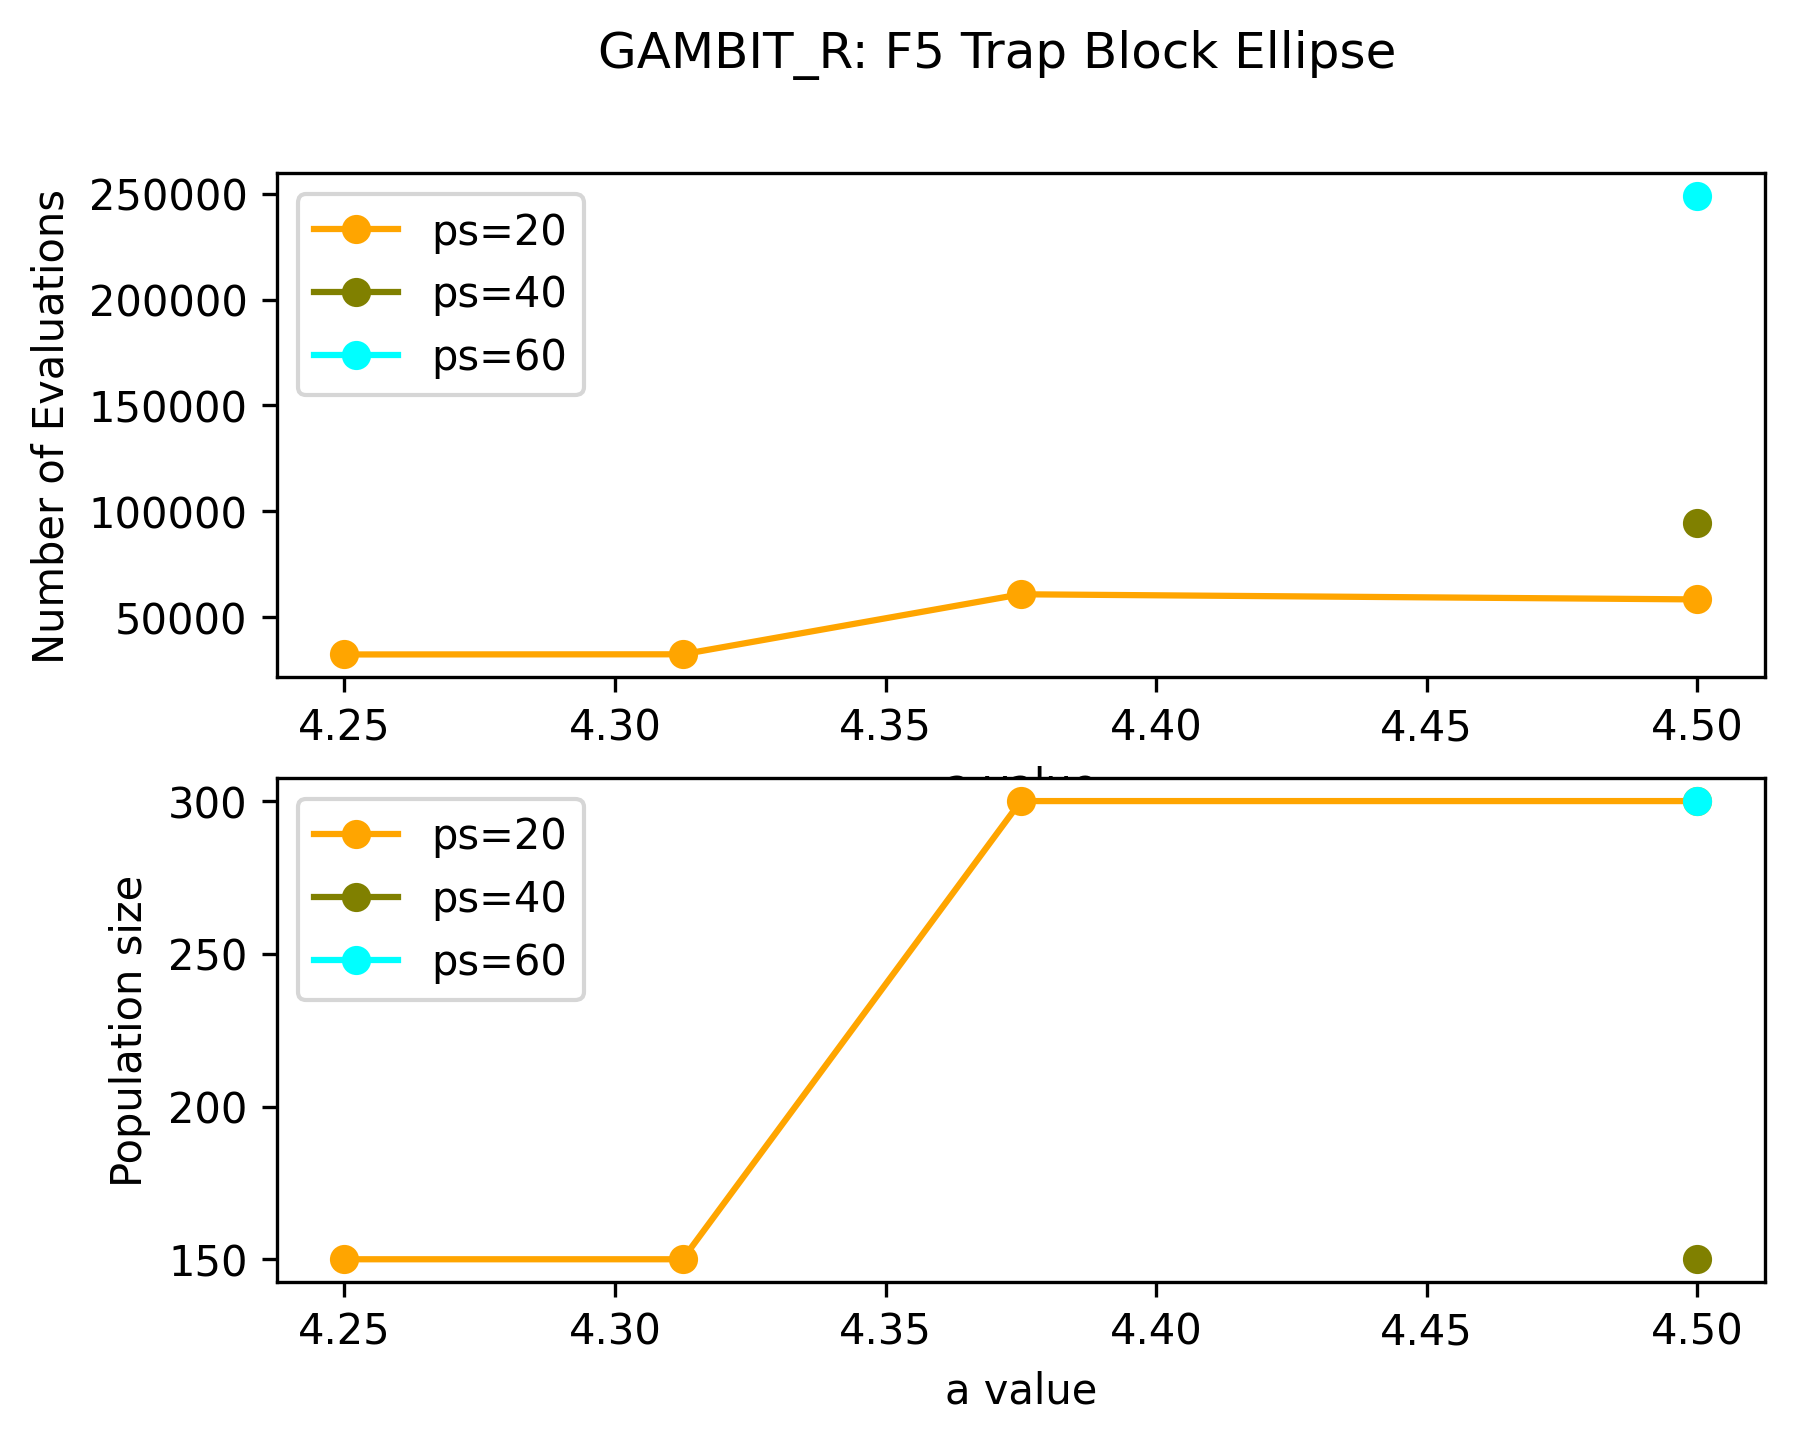 GAMBIT_R: F5 Trap Block Ellipse
Number of Evaluations
250000
200000
150000
100000
50000
ps=20
ps=40
ps=60
4.25 4.30 4.35 4.40 4.45 4.50
a value
Population size
300
250
200
150
ps=20
ps=40
ps=60
4.25 4.30 4.35 4.40 4.45 4.50
a value